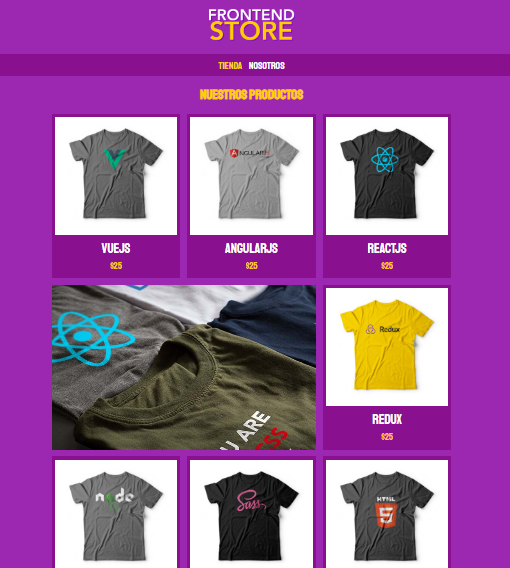 FRONTEND
STORE
TIENDA NOSOTROS
NUESTROS PRODUCTOS
ANGULARJS
VUEJS
ANGULARJS
REACTJS
$25
$25
$25
Redux
U ARE
REDUX
$25
node
Sass
HTML
5